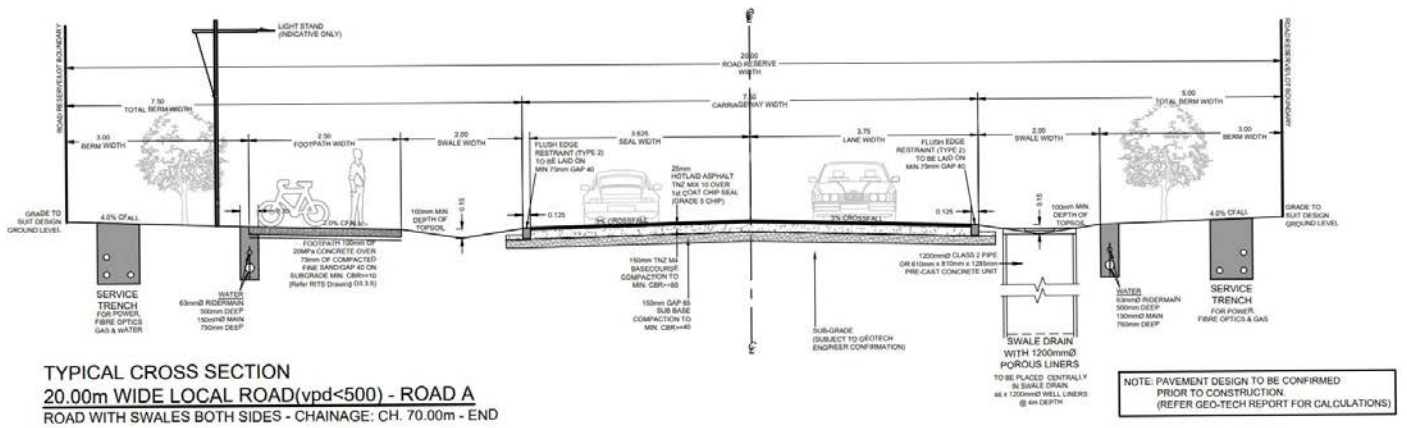 LIGHT STAND
(INDICATIVE ONLY)
ROAD RESERVE/LOT BOUNDARY
ROAD RESERVE/LOT BOUNDARY
20.00
ROAD RESERVE
WIDTH
7.50
TOTAL BERM WIDTH
7.50
CARRIAGEWAY WIDTH
5.00
TOTAL BERM WIDTH
3.00
BERM WIDTH
2.50
FOOTPATH WIDTH
2.00
SWALE WIDTH
3.625
SEAL WIDTH
3.75
LANE WIDTH
2.00
SWALE WIDTH
3.00
BERM WIDTH
FLUSH EDGE
RESTRAINT (TYPE 2)
TO BE LAID ON
MIN 75mm GAP 40
25mm
HOTLAID ASPHALT
TNZ MIX 10 OVER
1st COAT CHIP SEAL
(GRADE 5 CHIP)
FLUSH EDGE
RESTRAINT (TYPE 2)
TO BE LAID ON
MIN 75mm GAP 40
GRADE TO
SUIT DESIGN
GROUND LEVEL
4.0% CFALL
0.30
2.0% CFALL
100mm MIN.
DEPTH OF
TOPSOIL
0.15
0.125
3% CROSSFALL
3% CROSSFALL
0.125
0.15
100mm MIN.
DEPTH OF
TOPSOIL
4.0% CFALL
GRADE TO
SUIT DESIGN
GROUND LEVEL
FOOTPATH 100mm OF
20MPa CONCRETE OVER
75mm OF COMPACTED
FINE SAND/GAP 40 ON
SUBGRADE MIN. CBR>=10
(Refer RITS Drawing D3.3.5)
150mm TNZ M4
BASECOURSE
COMPACTION TO
MIN. CBR>=80
150mm GAP 65
SUB BASE
COMPACTION TO
MIN. CBR>=40
1200mmØ CLASS 2 PIPE
OR 610mm x 810mm x 1285mm
PRE-CAST CONCRETE UNIT
SERVICE
TRENCH
FOR POWER,
FIBRE OPTICS
GAS & WATER
WATER
63mmØ RIDERMAIN
500mm DEEP
150mmØ MAIN
750mm DEEP
SUB-GRADE
(SUBJECT TO GEOTECH
ENGINEER CONFIRMATION)
WATER
63mmØ RIDERMAIN
500mm DEEP
150mmØ MAIN
750mm DEEP
SERVICE
TRENCH
FOR POWER,
FIBRE OPTICS & GAS
SWALE DRAIN
WITH 1200mmØ
POROUS LINERS
TO BE PLACED CENTRALLY
IN SWALE DRAIN.
46 x 1200mmØ WELL LINERS
@ 4m DEPTH
TYPICAL CROSS SECTION
20.00m WIDE LOCAL ROAD(vpd<500) - ROAD A
ROAD WITH SWALES BOTH SIDES - CHAINAGE: CH. 70.00m - END
NOTE: PAVEMENT DESIGN TO BE CONFIRMED
PRIOR TO CONSTRUCTION.
(REFER GEO-TECH REPORT FOR CALCULATIONS)